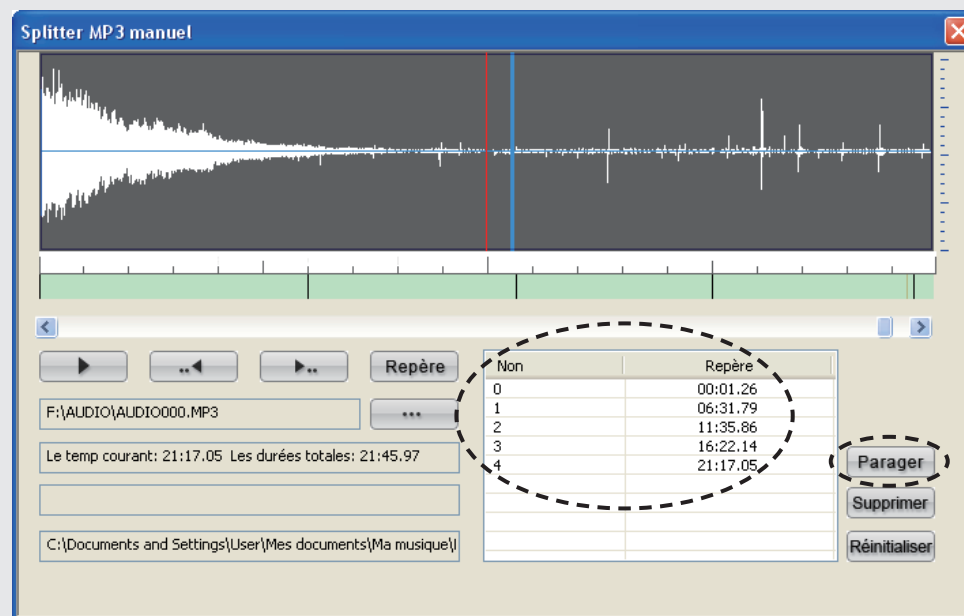 Splitter MP3 manuel
Repère
F:\AUDIO\AUDIO000.MP3
...
Le temp courant: 21:17.05 Les durées totales: 21:45.97
C:\Documents and Settings\User\Mes documents\Ma musique\I
Non Repère
0 00:01.26
1 06:31.79
2 11:35.86
3 16:22.14
4 21:17.05
Parager
Supprimer
Réinitialiser